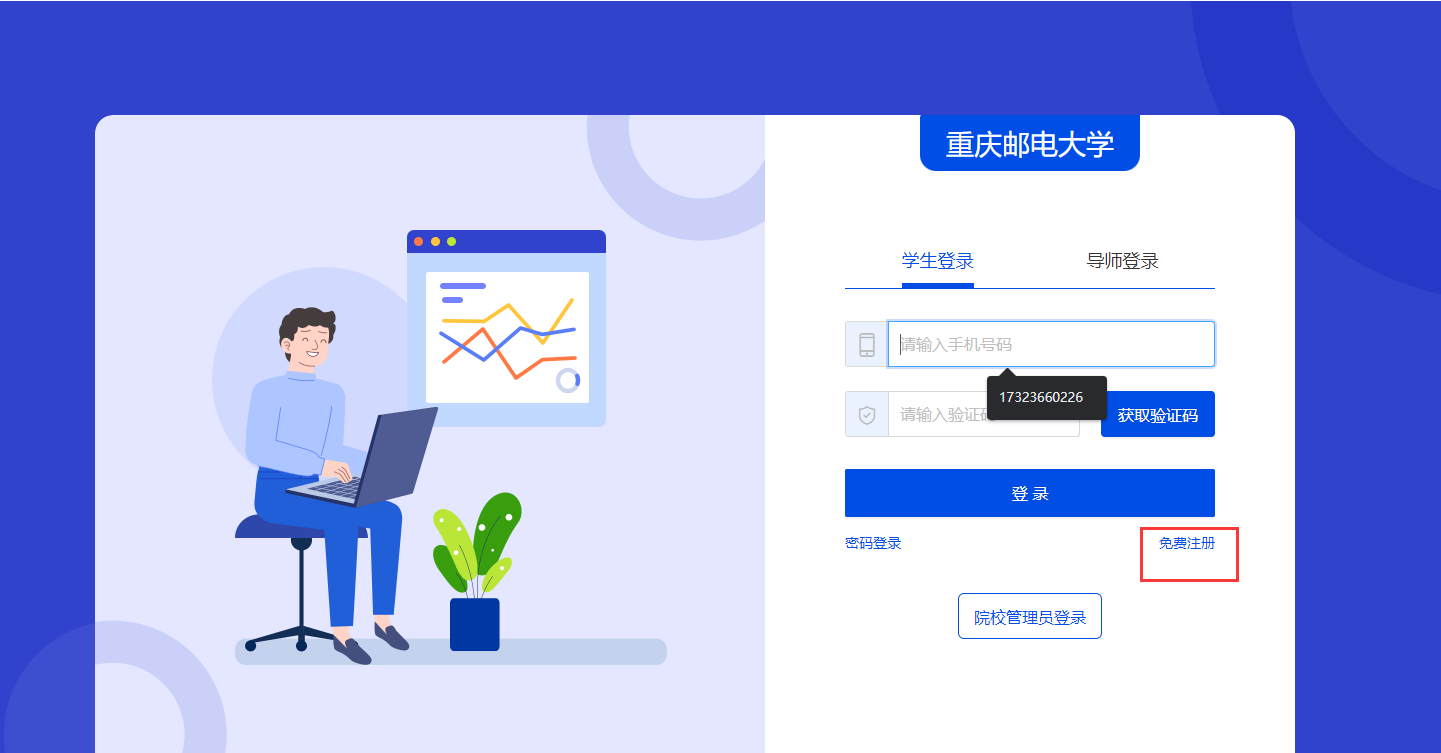 重庆邮电大学
学生登录
导师登录
请输入手机号码
17323660226
请输入验证
获取验证码
登 录
密码登录
免费注册
院校管理员登录